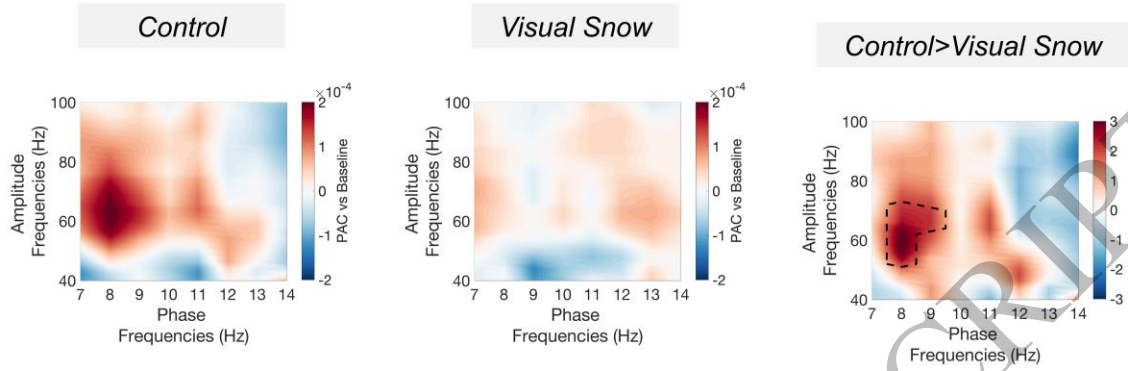 Control
Visual Snow
Control>Visual Snow
×10⁻⁴
100
80
60
40
Amplitude
Frequencies (Hz)
7 8 9 10 11 12 13 14
Phase
Frequencies (Hz)
2
1
0
-1
-2
PAC vs Baseline
×10⁻⁴
100
80
60
40
Amplitude
Frequencies (Hz)
7 8 9 10 11 12 13 14
Phase
Frequencies (Hz)
2
1
0
-1
-2
PAC vs Baseline
100
80
60
40
Amplitude
Frequencies (Hz)
7 8 9 10 11 12 13 14
Phase
Frequencies (Hz)
3
2
1
0
-1
-2
-3
CRIPT